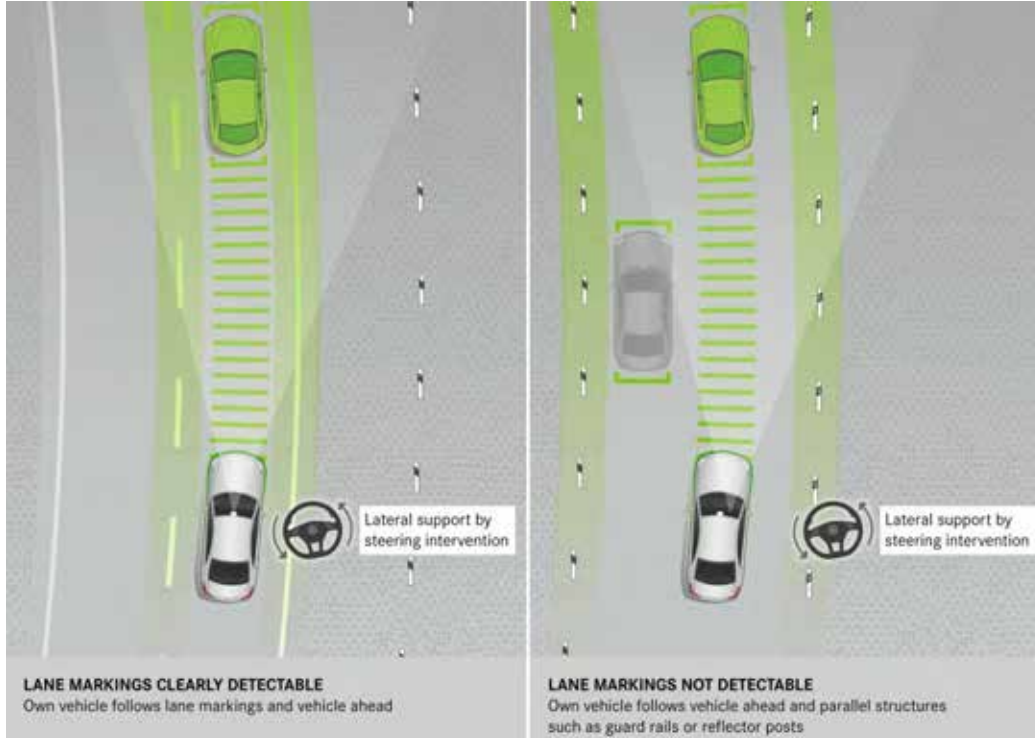 Lateral support by
steering intervention
LANE MARKINGS CLEARLY DETECTABLE
Own vehicle follows lane markings and vehicle ahead
Lateral support by
steering intervention
LANE MARKINGS NOT DETECTABLE
Own vehicle follows vehicle ahead and parallel structures
such as guard rails or reflector posts